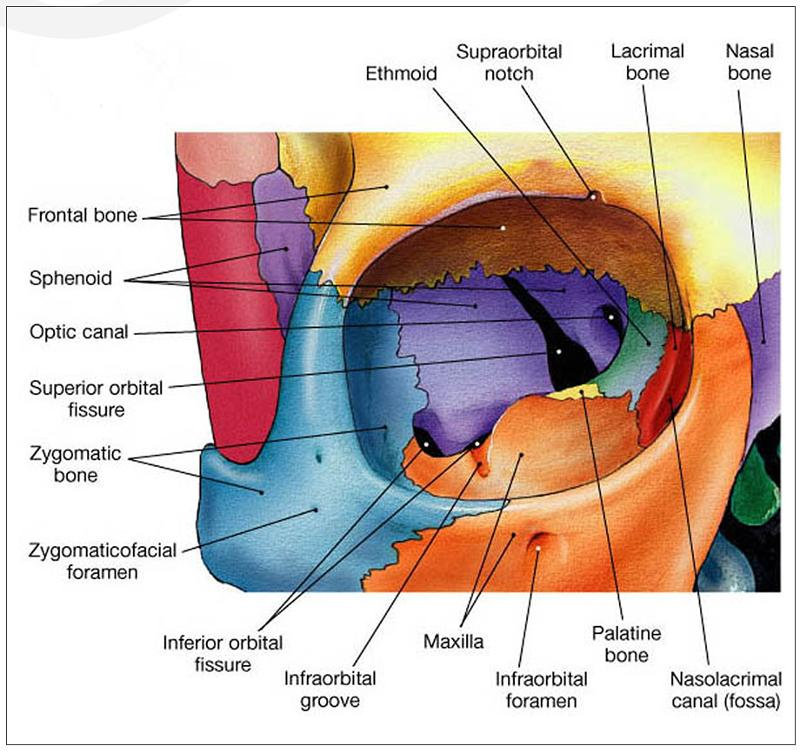 Ethmoid
Supraorbital
notch
Lacrimal
bone
Nasal
bone
Frontal bone
Sphenoid
Optic canal
Superior orbital
fissure
Zygomatic
bone
Zygomaticofacial
foramen
Inferior orbital
fissure
Infraorbital
groove
Maxilla
Infraorbital
foramen
Palatine
bone
Nasolacrimal
canal (fossa)